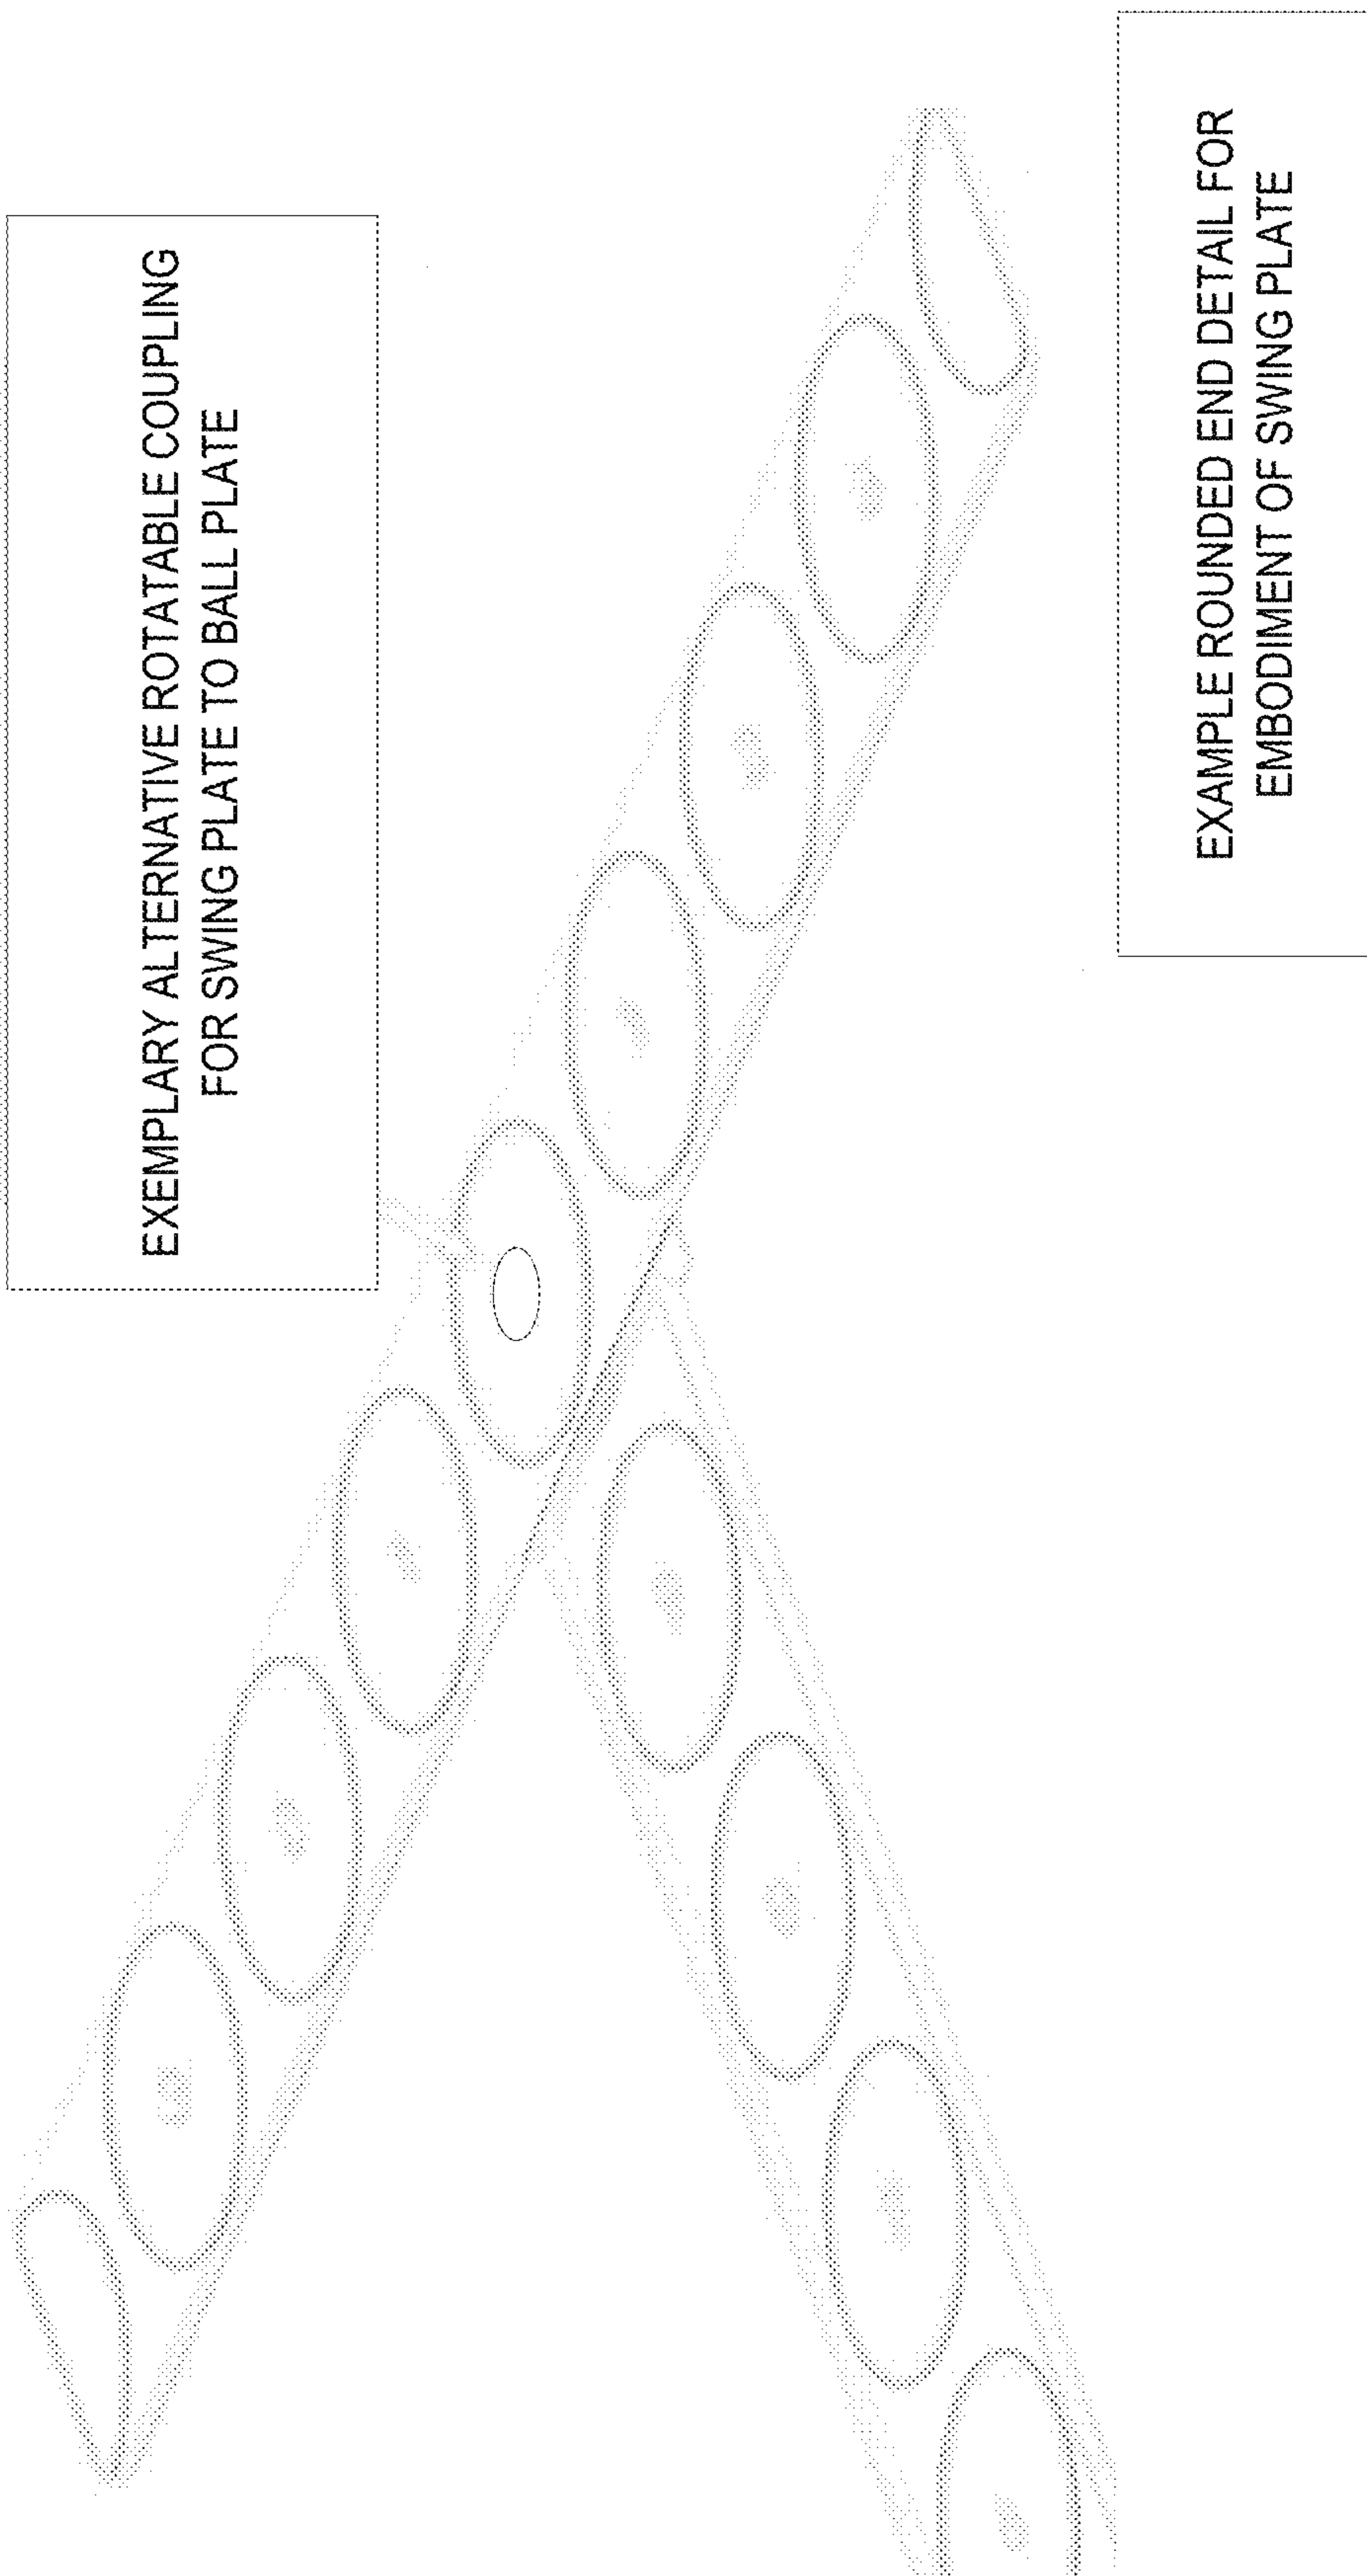 EXEMPLARY ALTERNATIVE ROTATABLE COUPLING
FOR SWING PLATE TO BALL PLATE
EXAMPLE ROUNDED END DETAIL FOR
EMBODIMENT OF SWING PLATE